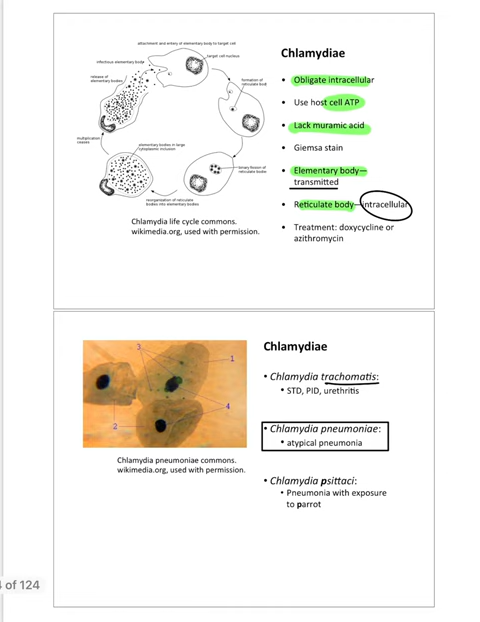 attachment and entery of elementary body to target cell
target cell nucleus
infectious elementary body
release of
elementary bodies
formation of
reticulate body
multiplication
ceases
elementary bodies in large
cytoplasmic inclusion
binary fission of
reticulate bodies
reorganisation of reticulate
bodies into elementary bodies
Chlamydia life cycle commons.
wikimedia.org, used with permission.
Chlamydiae
• Obligate intracellular
• Use host cell ATP
• Lack muramic acid
• Giemsa stain
• Elementary body—
transmitted
• Reticulate body—intracellular
• Treatment: doxycycline or
azithromycin
3
1
4
2
Chlamydia pneumoniae commons.
wikimedia.org, used with permission.
Chlamydiae
• Chlamydia trachomatis:
• STD, PID, urethritis
• Chlamydia pneumoniae:
• atypical pneumonia
• Chlamydia psittaci:
• Pneumonia with exposure
to parrot
of 124